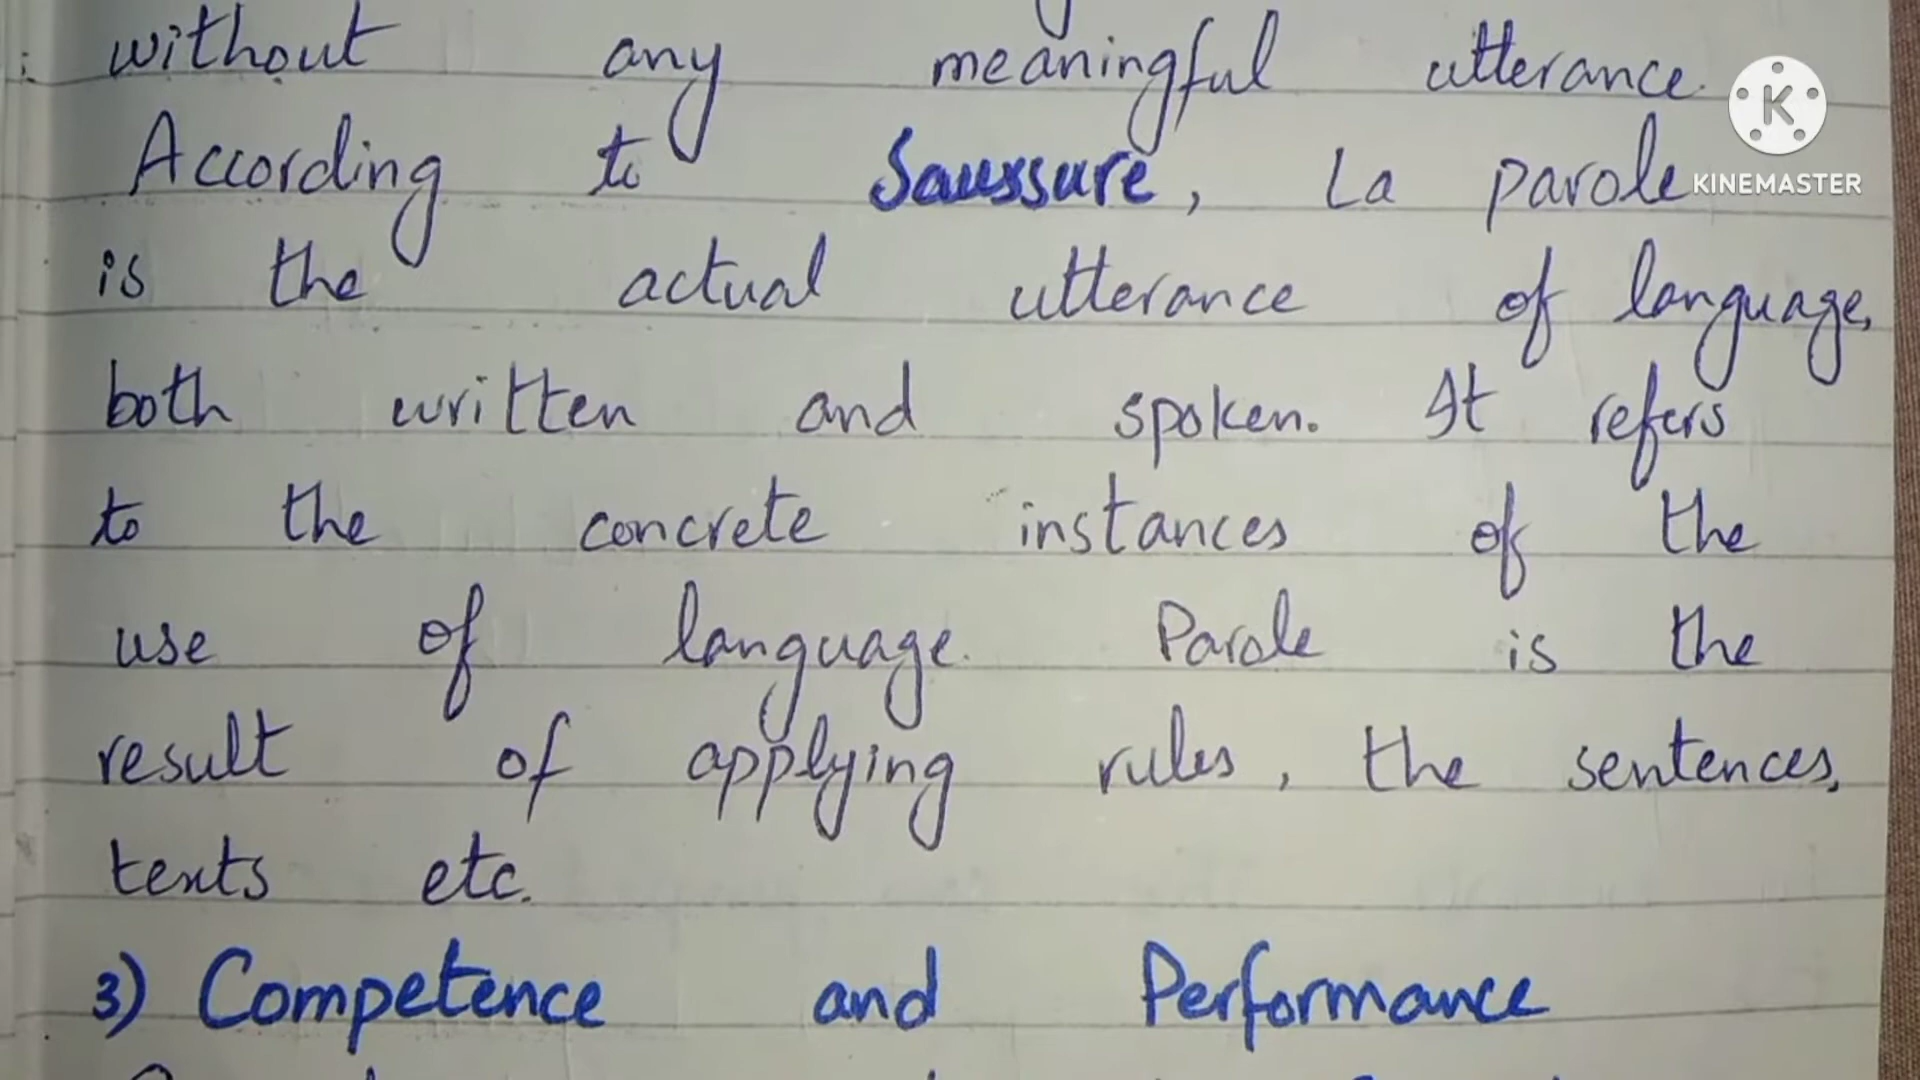 without any meaningful utterance.
According to Saussure, La parole
is the actual utterance of language,
both written and spoken. It refers
to the concrete instances of the
use of language. Parole is the
result of applying rules, the sentences,
texts etc.
3) Competence and Performance
KINEMASTER